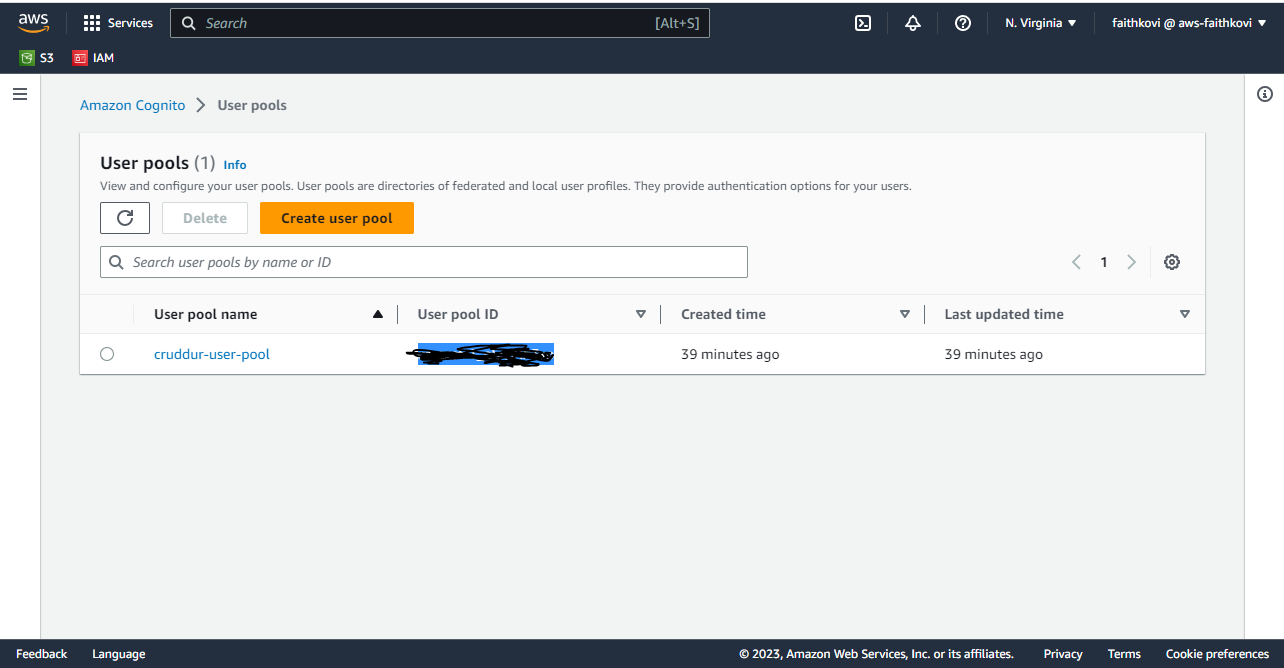 aws Services Search [Alt+S] N. Virginia faithkovi @ aws-faithkovi
S3 IAM
Amazon Cognito User pools
User pools (1) Info
View and configure your user pools. User pools are directories of federated and local user profiles. They provide authentication options for your users.
Delete Create user pool
Search user pools by name or ID 1
User pool name User pool ID Created time Last updated time
cruddur-user-pool 39 minutes ago 39 minutes ago
Feedback Language © 2023, Amazon Web Services, Inc. or its affiliates. Privacy Terms Cookie preferences